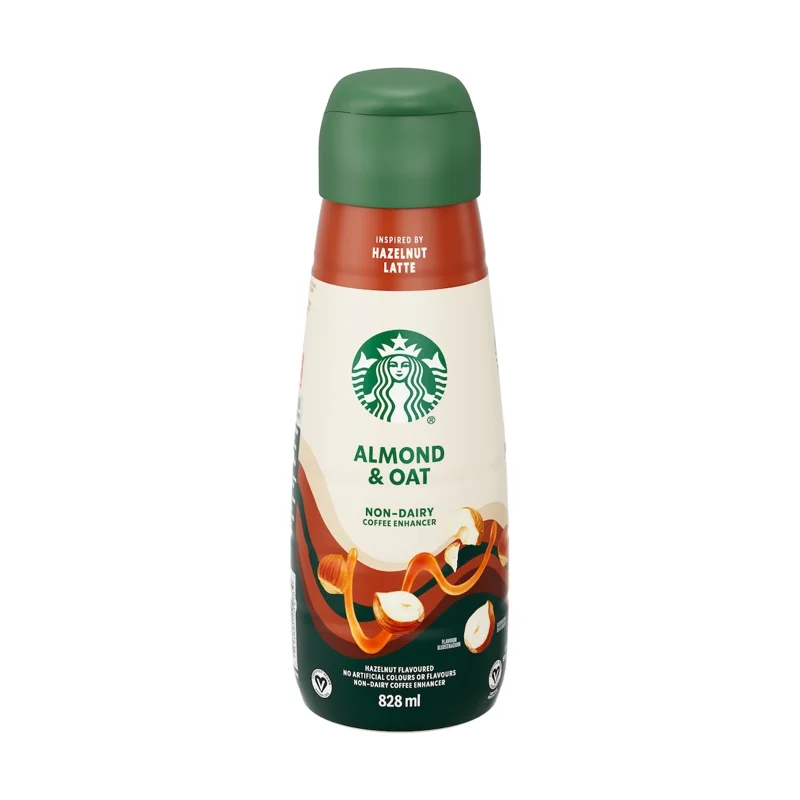 INSPIRED BY
HAZELNUT
LATTE
®
ALMOND
& OAT
NON-DAIRY
COFFEE ENHANCER
FLAVOUR
ILLUSTRATION
HAZELNUT FLAVOURED
NO ARTIFICIAL COLOURS OR FLAVOURS
NON-DAIRY COFFEE ENHANCER
828 ml